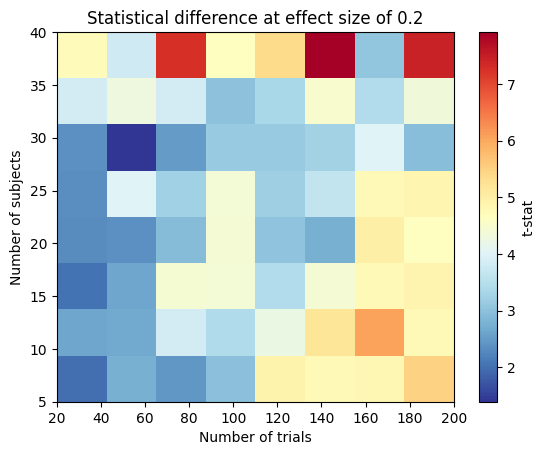 Statistical difference at effect size of 0.2
40
35
30
25
20
15
10
5
Number of subjects
20 40 60 80 100 120 140 160 180 200
Number of trials
7
6
5
4
3
2
t-stat